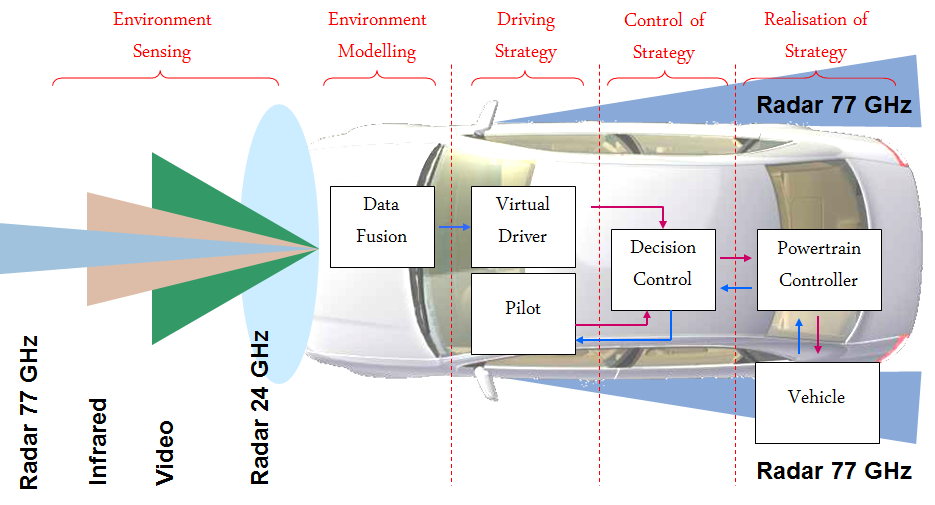 Environment
Sensing
Environment
Modelling
Driving
Strategy
Control of
Strategy
Realisation of
Strategy
Radar 77 GHz
Data
Fusion
Virtual
Driver
Decision
Control
Powertrain
Controller
Pilot
Vehicle
Radar 77 GHz
Infrared
Video
Radar 24 GHz
Radar 77 GHz